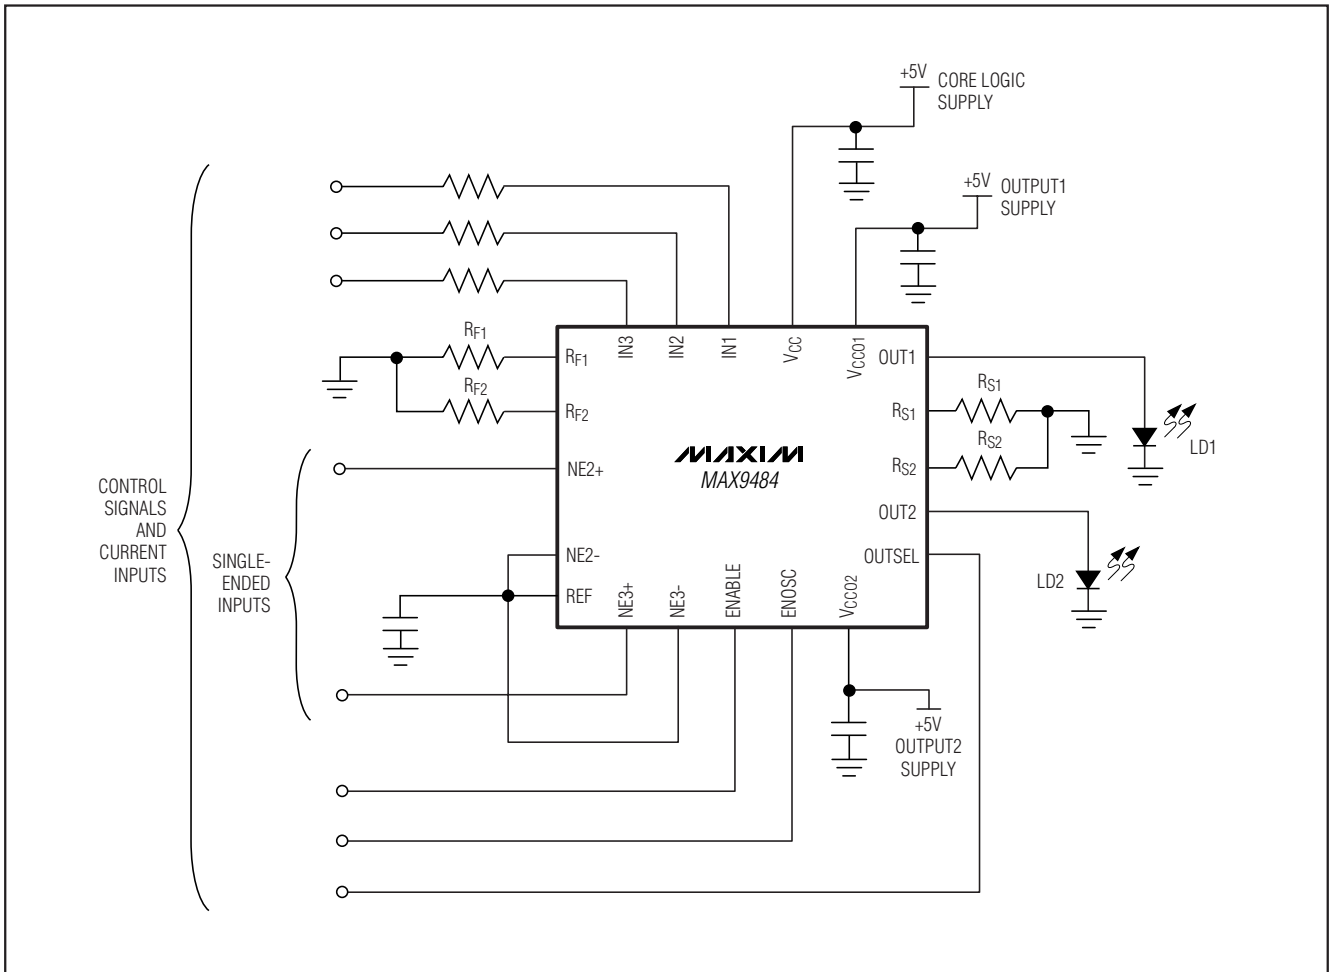 +5V
CORE LOGIC
SUPPLY
+5V
OUTPUT1
SUPPLY
RF1
RF2
RF1
RF2
IN3
IN2
IN1
VCC
VCCO1
OUT1
RS1
RS2
RS1
RS2
LD1
MAXIM
MAX9484
NE2+
NE2-
REF
NE3+
NE3-
ENABLE
ENOSC
VCCO2
OUT2
OUTSEL
LD2
CONTROL
SIGNALS
AND
CURRENT
INPUTS
SINGLE-
ENDED
INPUTS
+5V
OUTPUT2
SUPPLY